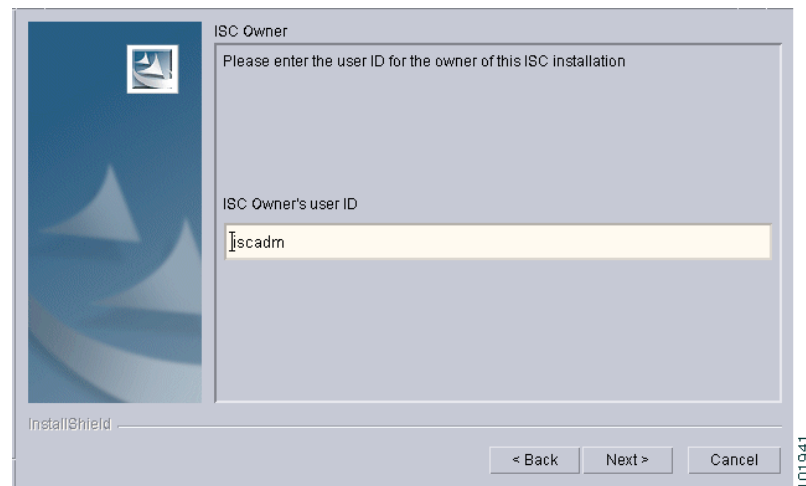 ISC Owner
Please enter the user ID for the owner of this ISC installation
ISC Owner's user ID
iscadm
InstallShield
< Back
Next >
Cancel
101941